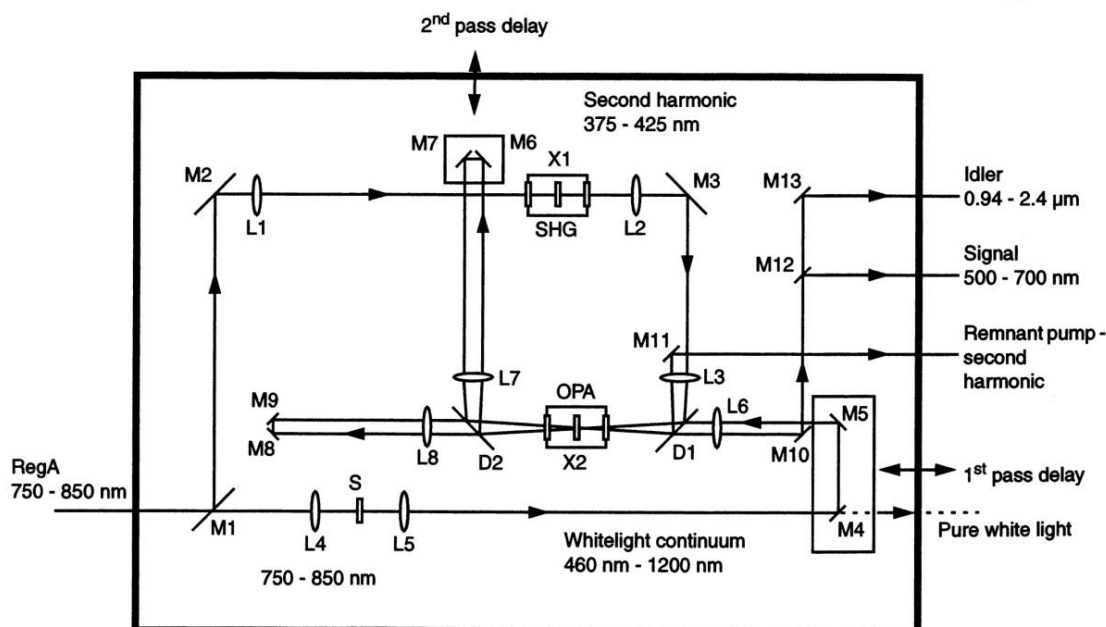 2nd pass delay
Second harmonic
375 - 425 nm
M7
M6
X1
SHG
M2
L1
L2
M3
M13
Idler
0.94 - 2.4 µm
M12
Signal
500 - 700 nm
M11
Remnant pump -
second
harmonic
L7
L3
OPA
X2
L6
M5
M9
M8
L8
D2
D1
M10
1st pass delay
RegA
750 - 850 nm
M1
L4
S
L5
M4
Pure white light
750 - 850 nm
Whitelight continuum
460 nm - 1200 nm